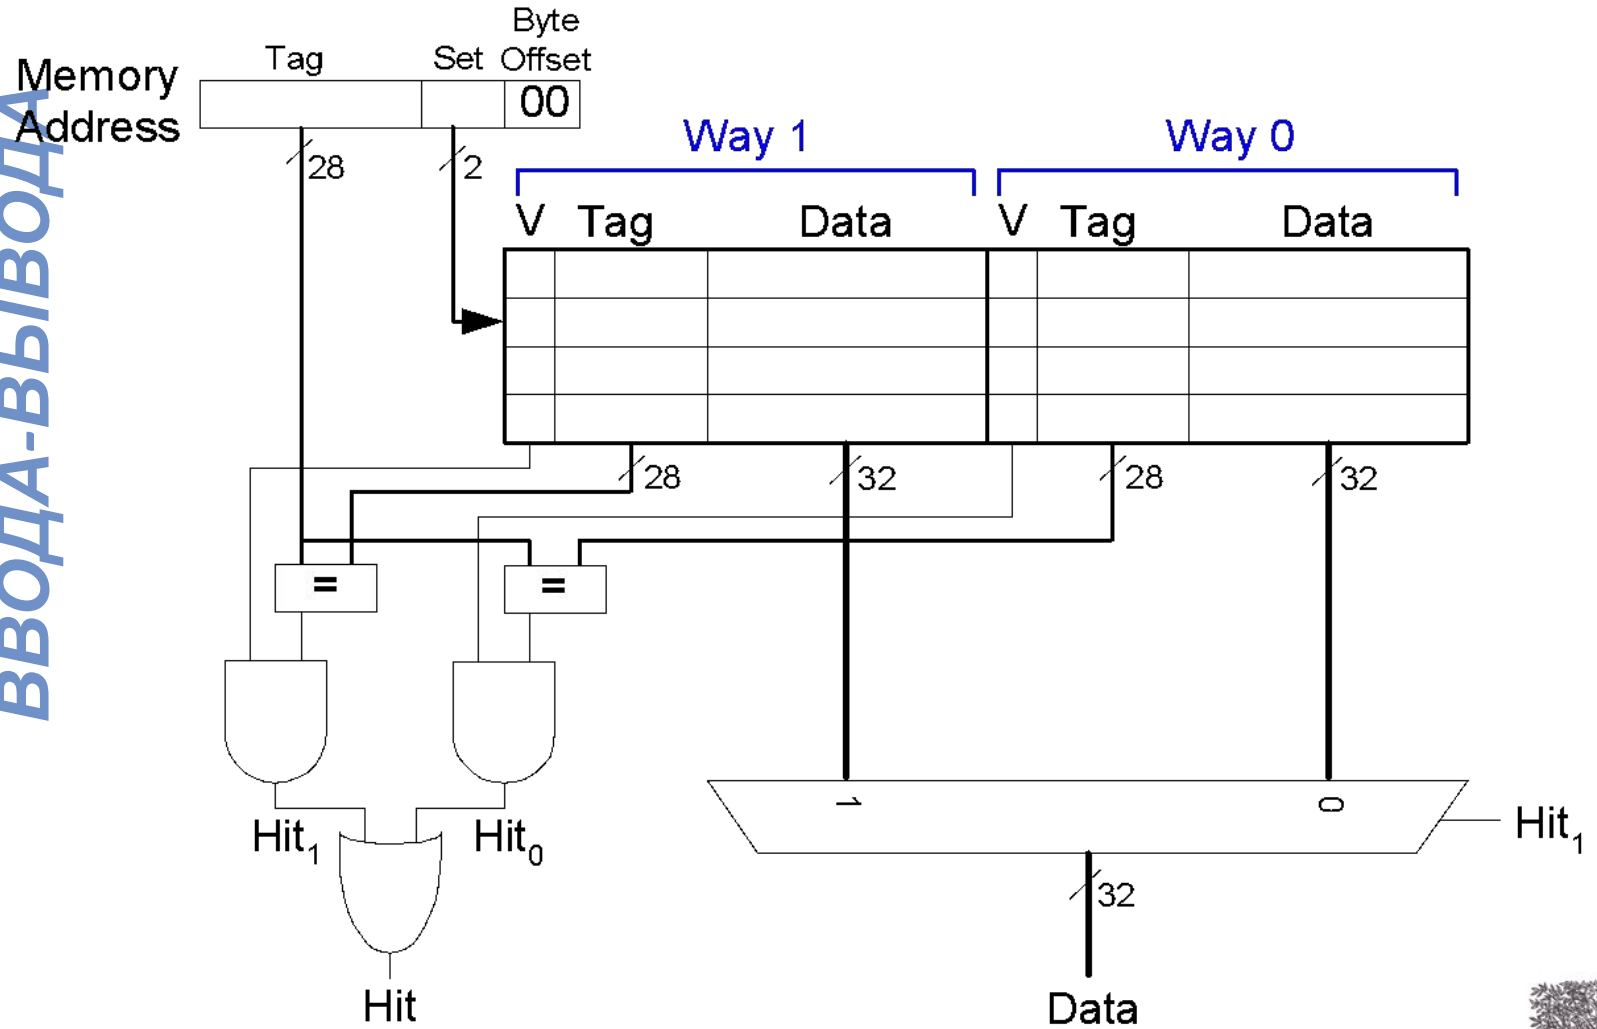 Byte
Tag Set Offset
Memory
Address
00
28 2
Way 1 Way 0
V Tag Data V Tag Data
28 32 28 32
= =
1 0
Hit1 Hit0 Hit1
32
Hit Data
ВВОДА-ВЫВОДА